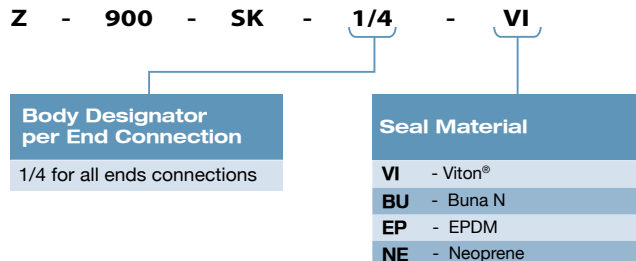 Z - 900 - SK - 1/4 - VI
Body Designator
per End Connection
1/4 for all ends connections
Seal Material
VI - Viton®
BU - Buna N
EP - EPDM
NE - Neoprene